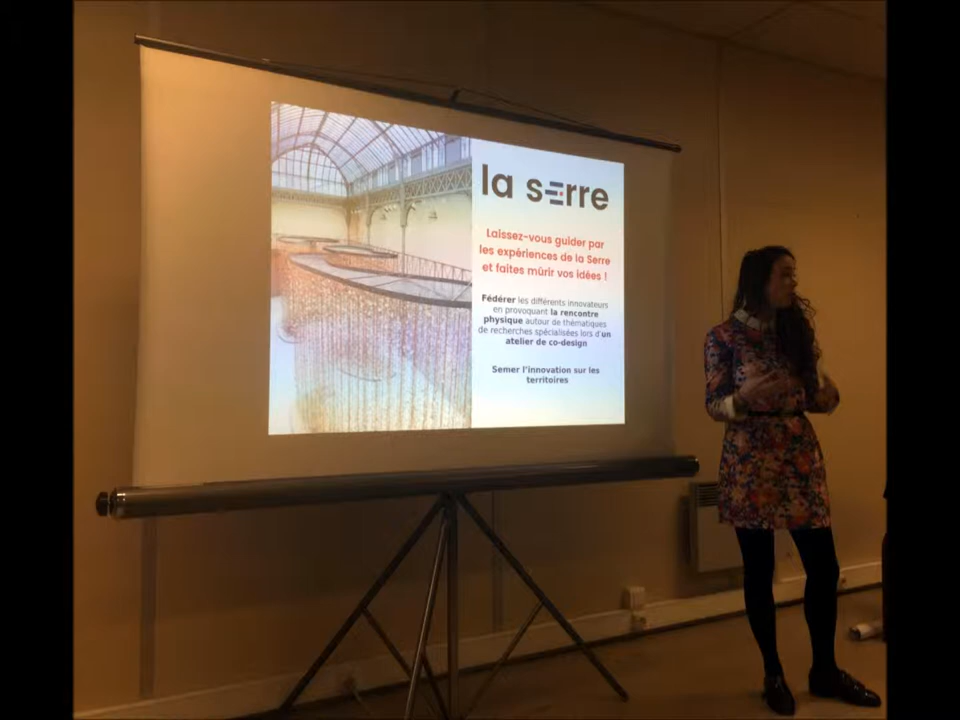 la serre
Laissez-vous guider par
les expériences de la Serre
et faites mûrir vos idées !
Fédérer les différents innovateurs
en provoquant la rencontre
physique autour de thématiques
de recherches spécialisées lors d'un
atelier de co-design
Semer l'innovation sur les
territoires